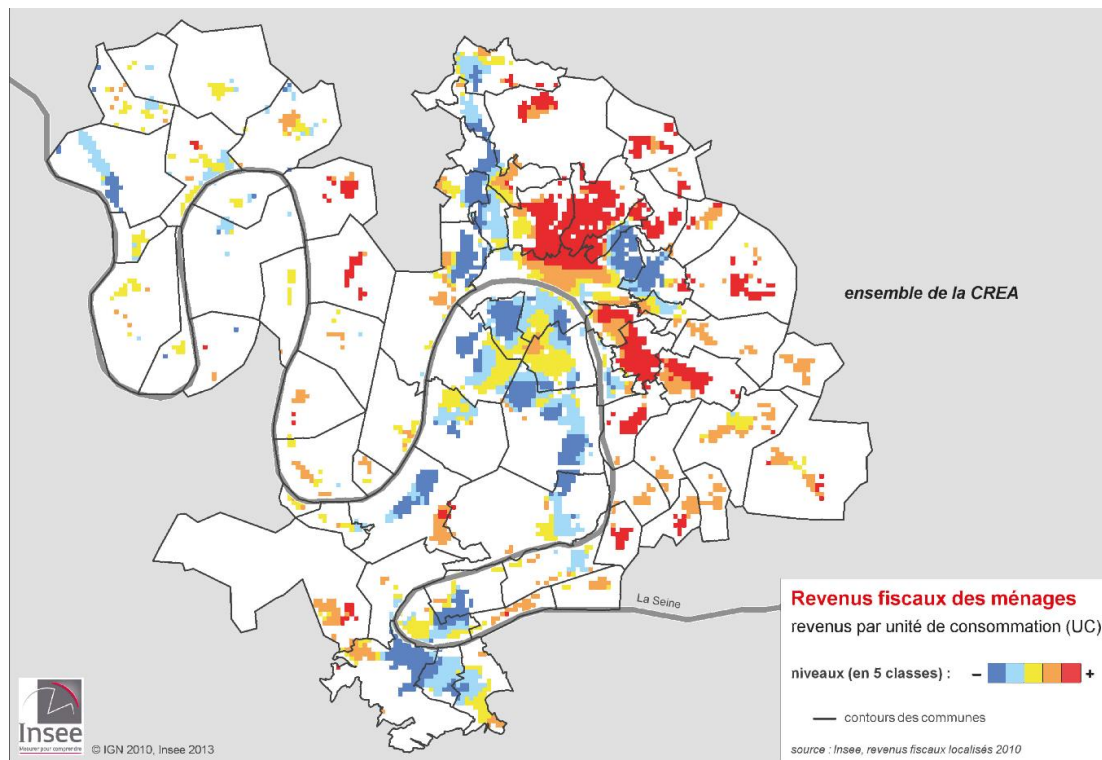 ensemble de la CREA
La Seine
Revenus fiscaux des ménages
revenus par unité de consommation (UC)
niveaux (en 5 classes) : – +
contours des communes
source : Insee, revenus fiscaux localisés 2010
Insee
Mesurer pour comprendre
© IGN 2010, Insee 2013